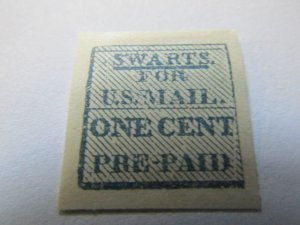 SWARTS.
FOR
U.S. MAIL.
ONE CENT
PRE-PAID